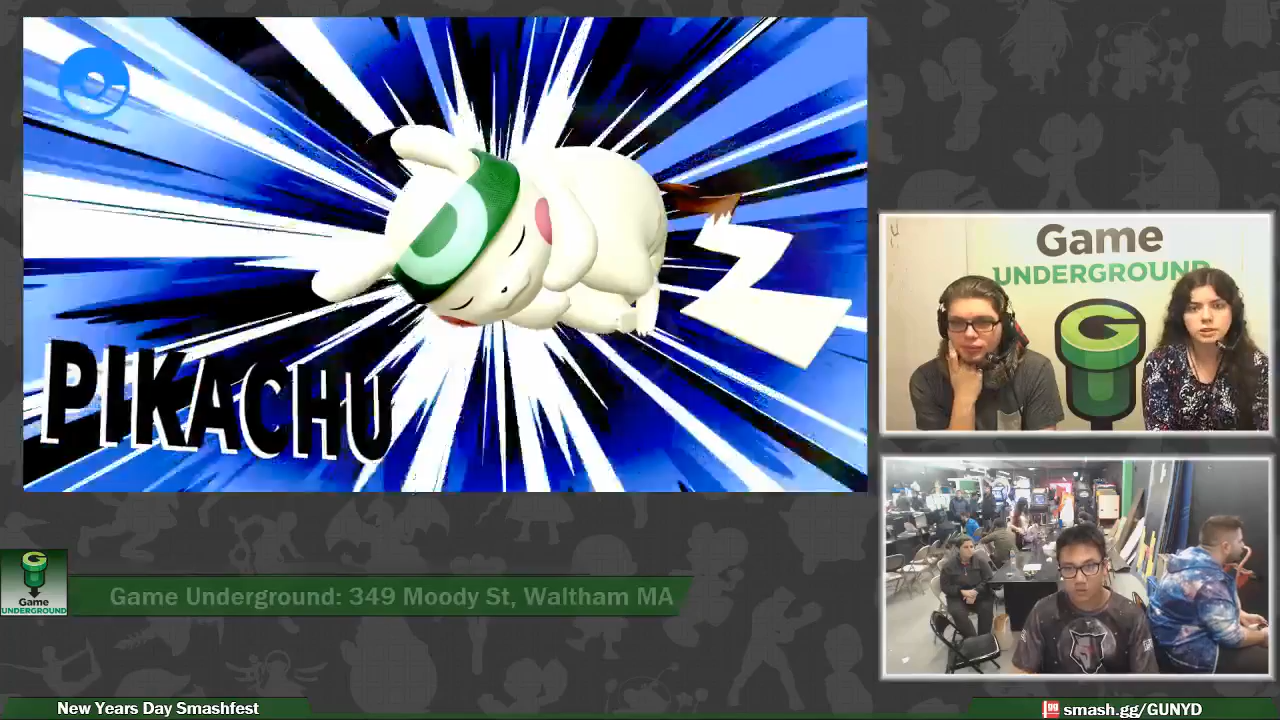 PIKACHU
Game
UNDERGROUND
G
G
Game
UNDERGROUND
Game Underground: 349 Moody St, Waltham MA
New Years Day Smashfest
smash.gg/GUNYD